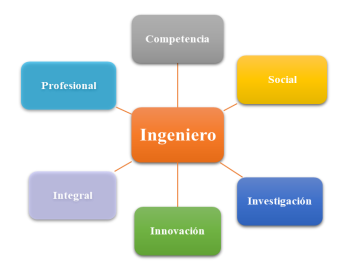 Competencia
Social
Profesional
Ingeniero
Integral
Investigación
Innovación